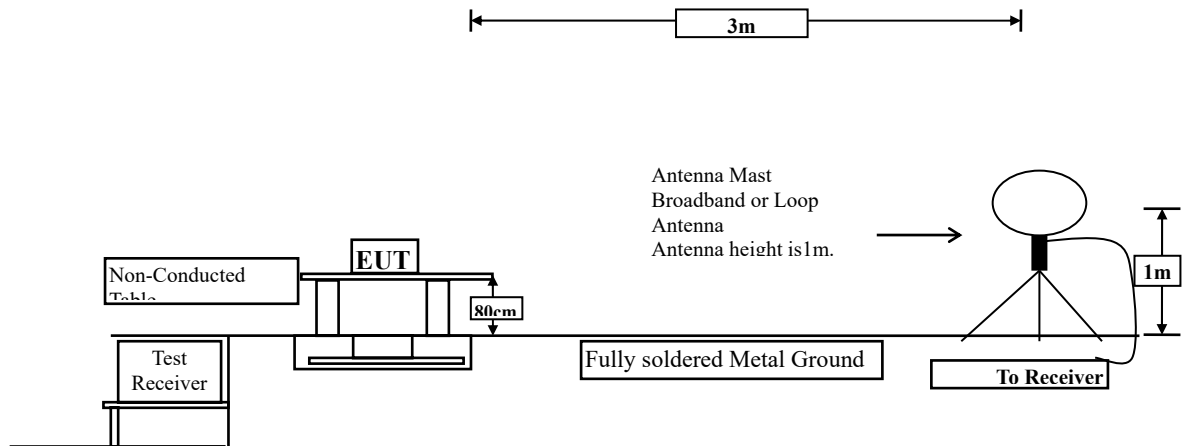 3m
Antenna Mast
Broadband or Loop
Antenna
Antenna height is1m.
EUT
Non-Conducted
Table
80cm
1m
Test
Receiver
Fully soldered Metal Ground
To Receiver